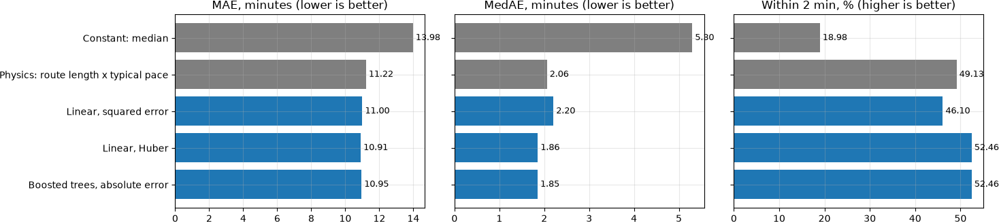 MAE, minutes (lower is better)
MedAE, minutes (lower is better)
Within 2 min, % (higher is better)
Constant: median
13.98
5.30
18.98
Physics: route length x typical pace
11.22
2.06
49.13
Linear, squared error
11.00
2.20
46.10
Linear, Huber
10.91
1.86
52.46
Boosted trees, absolute error
10.95
1.85
52.46
0 2 4 6 8 10 12 14
0 1 2 3 4 5
0 10 20 30 40 50